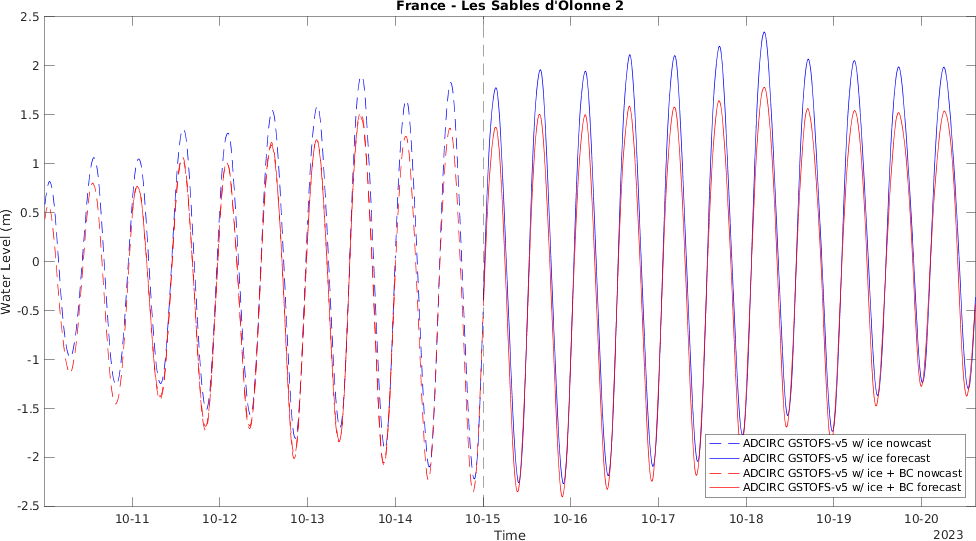 France - Les Sables d'Olonne 2
2.5
2
1.5
1
0.5
0
-0.5
-1
-1.5
-2
-2.5
Water Level (m)
10-11 10-12 10-13 10-14 10-15 10-16 10-17 10-18 10-19 10-20
Time
2023
ADCIRC GSTOFS-v5 w/ ice nowcast
ADCIRC GSTOFS-v5 w/ ice forecast
ADCIRC GSTOFS-v5 w/ ice + BC nowcast
ADCIRC GSTOFS-v5 w/ ice + BC forecast